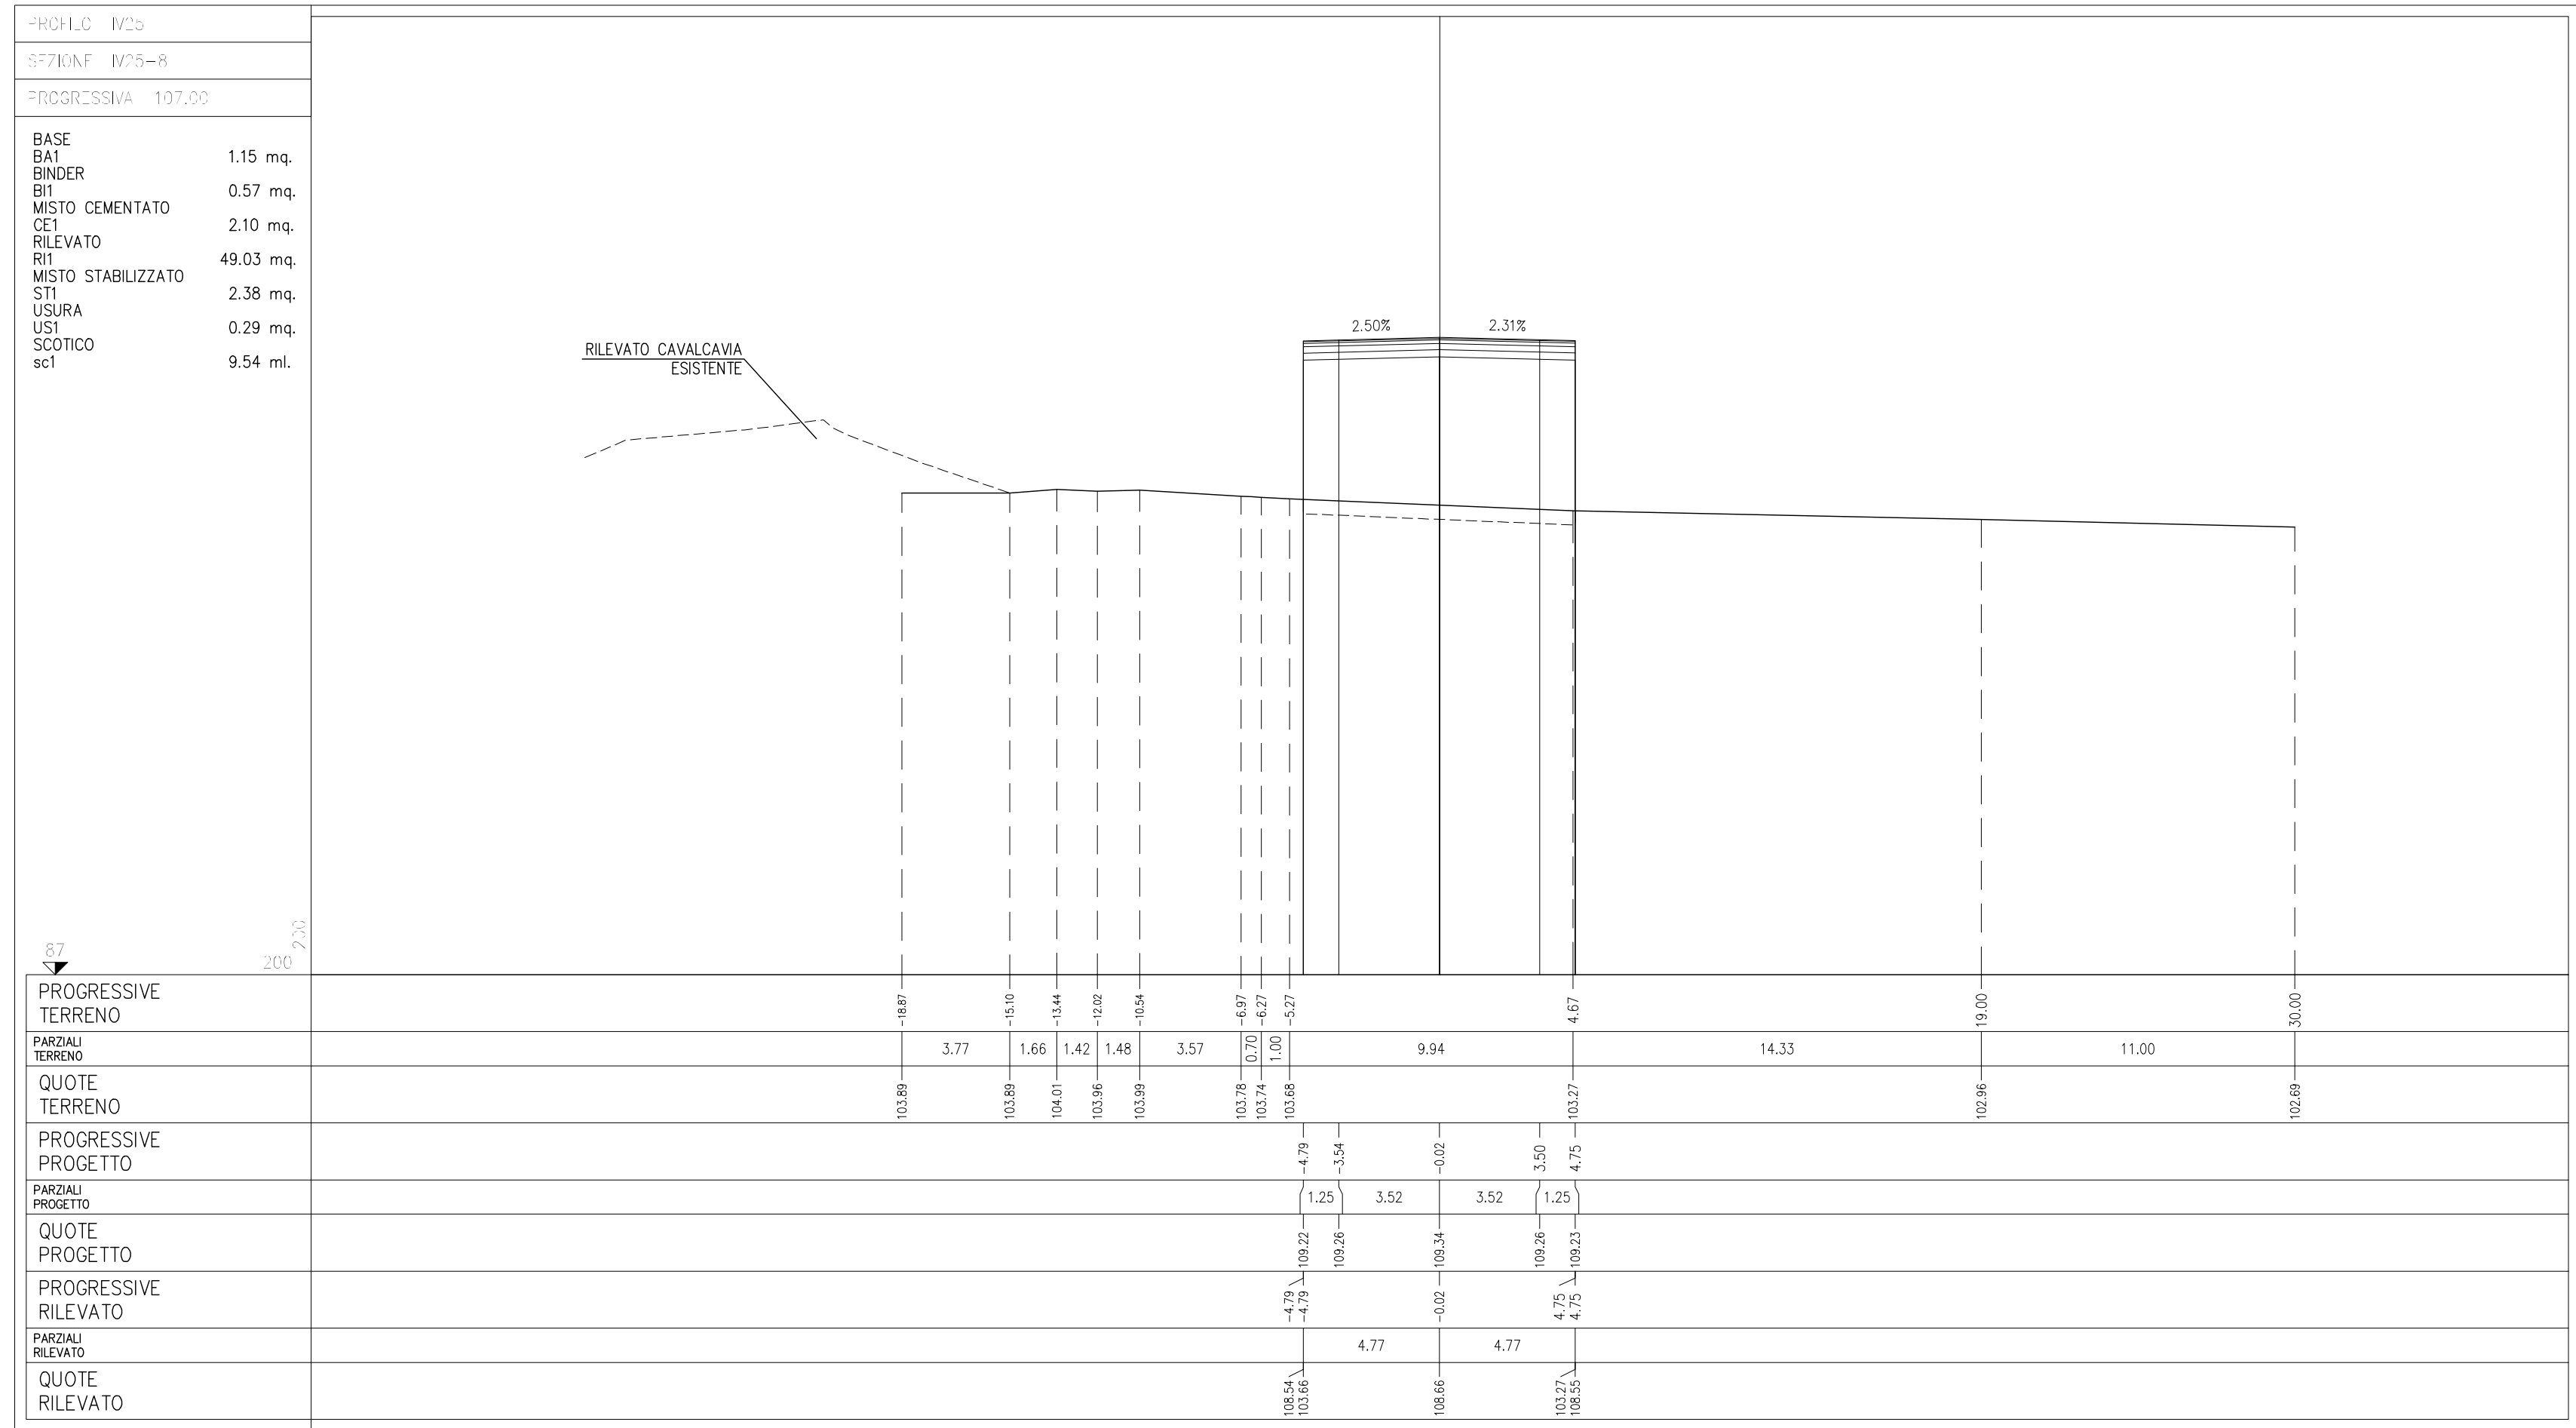 PROFILO IV25
SEZIONE IV25-8
PROGRESSIVA 107.00
BASE
BA1 1.15 mq.
BINDER
BI1 0.57 mq.
MISTO CEMENTATO
CE1 2.10 mq.
RILEVATO
RI1 49.03 mq.
MISTO STABILIZZATO
ST1 2.38 mq.
USURA
US1 0.29 mq.
SCOTICO
sc1 9.54 ml.
2.50% 2.31%
RILEVATO CAVALCAVIA
ESISTENTE
87
200
200
PROGRESSIVE
TERRENO
-18.87 -15.10 -13.44 -12.02 -10.54 -6.97 -6.27 -5.27 4.67 19.00 30.00
PARZIALI
TERRENO
3.77 1.66 1.42 1.48 3.57 0.70 1.00 9.94 14.33 11.00
QUOTE
TERRENO
103.89 103.89 104.01 103.96 103.99 103.78 103.74 103.68 103.27 102.96 102.69
PROGRESSIVE
PROGETTO
-4.79 -3.54 -0.02 3.50 4.75
PARZIALI
PROGETTO
1.25 3.52 3.52 1.25
QUOTE
PROGETTO
109.22 109.26 109.34 109.26 109.23
PROGRESSIVE
RILEVATO
-4.79 -4.79 -0.02 4.75 4.75
PARZIALI
RILEVATO
4.77 4.77
QUOTE
RILEVATO
108.54 103.66 108.66 103.27 108.55